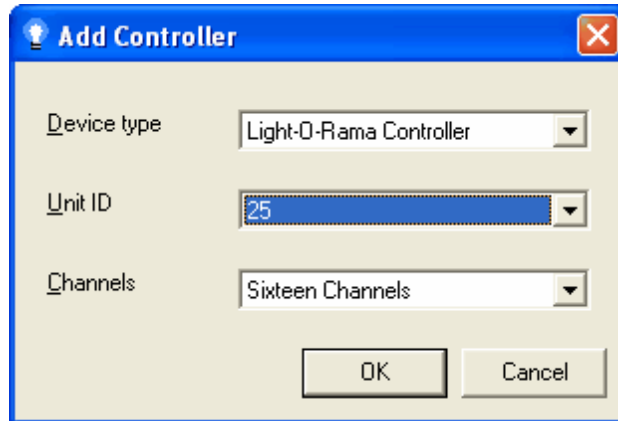 Add Controller
Device type Light-O-Rama Controller
Unit ID 25
Channels Sixteen Channels
OK Cancel